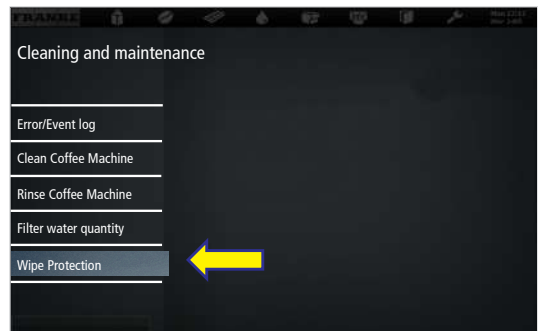 FRANKE
Cleaning and maintenance
Error/Event log
Clean Coffee Machine
Rinse Coffee Machine
Filter water quantity
Wipe Protection